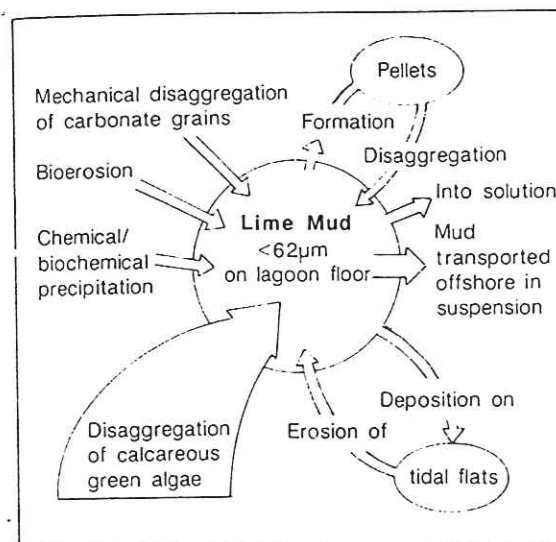 Pellets
Mechanical disaggregation
of carbonate grains
Formation
Bioerosion
Disaggregation
Into solution
Chemical/
biochemical
precipitation
Lime Mud
<62µm
on lagoon floor
Mud
transported
offshore in
suspension
Disaggregation
of calcareous
green algae
Erosion of
Deposition on
tidal flats